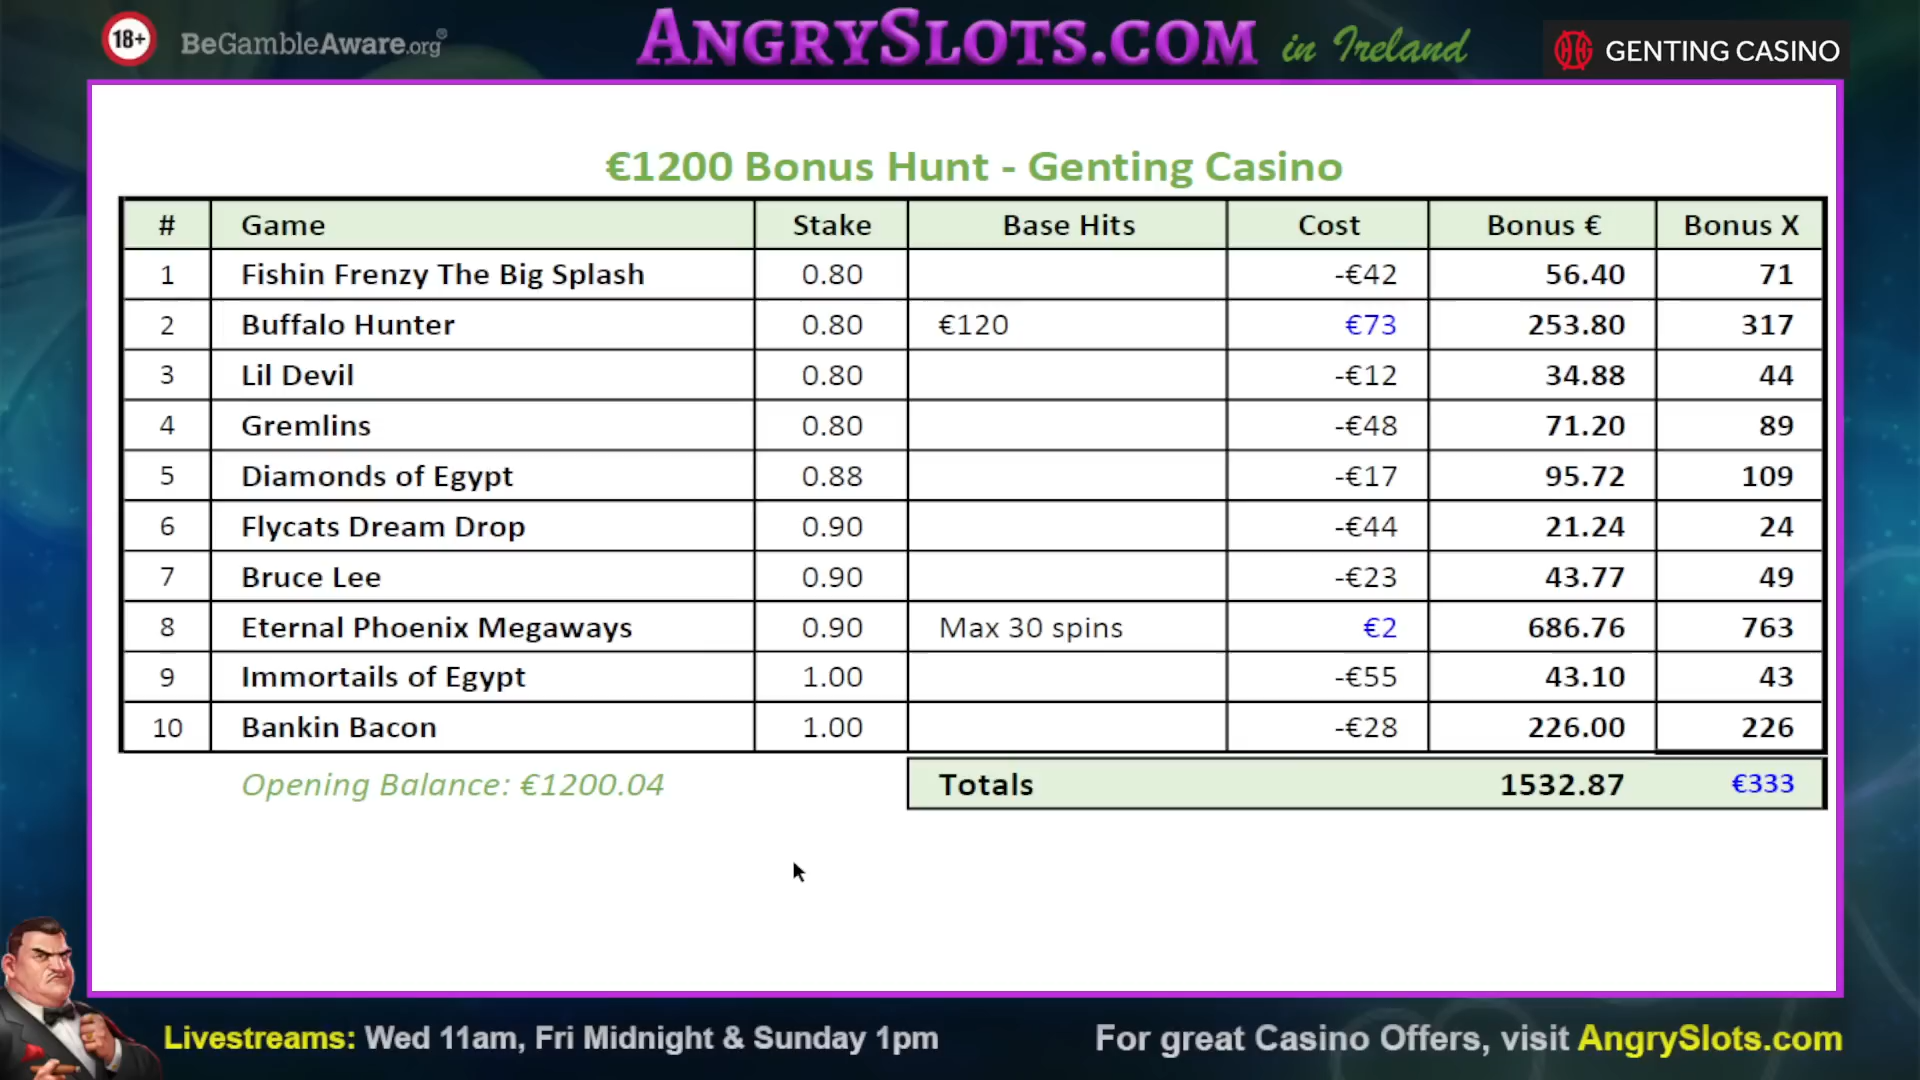 18+ BeGambleAware.org® ANGRYSLOTS.COM in Ireland GENTING CASINO
€1200 Bonus Hunt - Genting Casino
# Game Stake Base Hits Cost Bonus € Bonus X
1 Fishin Frenzy The Big Splash 0.80 -€42 56.40 71
2 Buffalo Hunter 0.80 €120 €73 253.80 317
3 Lil Devil 0.80 -€12 34.88 44
4 Gremlins 0.80 -€48 71.20 89
5 Diamonds of Egypt 0.88 -€17 95.72 109
6 Flycats Dream Drop 0.90 -€44 21.24 24
7 Bruce Lee 0.90 -€23 43.77 49
8 Eternal Phoenix Megaways 0.90 Max 30 spins €2 686.76 763
9 Immortails of Egypt 1.00 -€55 43.10 43
10 Bankin Bacon 1.00 -€28 226.00 226
Opening Balance: €1200.04 Totals 1532.87 €333
Livestreams: Wed 11am, Fri Midnight & Sunday 1pm For great Casino Offers, visit AngrySlots.com